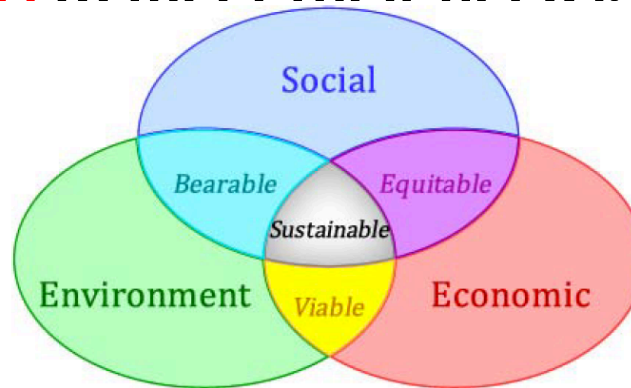 Social
Bearable
Equitable
Sustainable
Environment
Viable
Economic